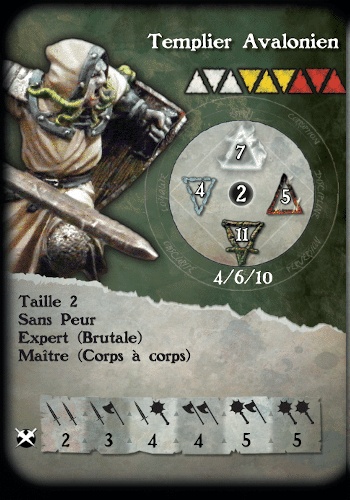 Templier Avalonien
7
4
2
5
11
4/6/10
Taille 2
Sans Peur
Expert (Brutale)
Maître (Corps à corps)
2 3 4 4 5 5